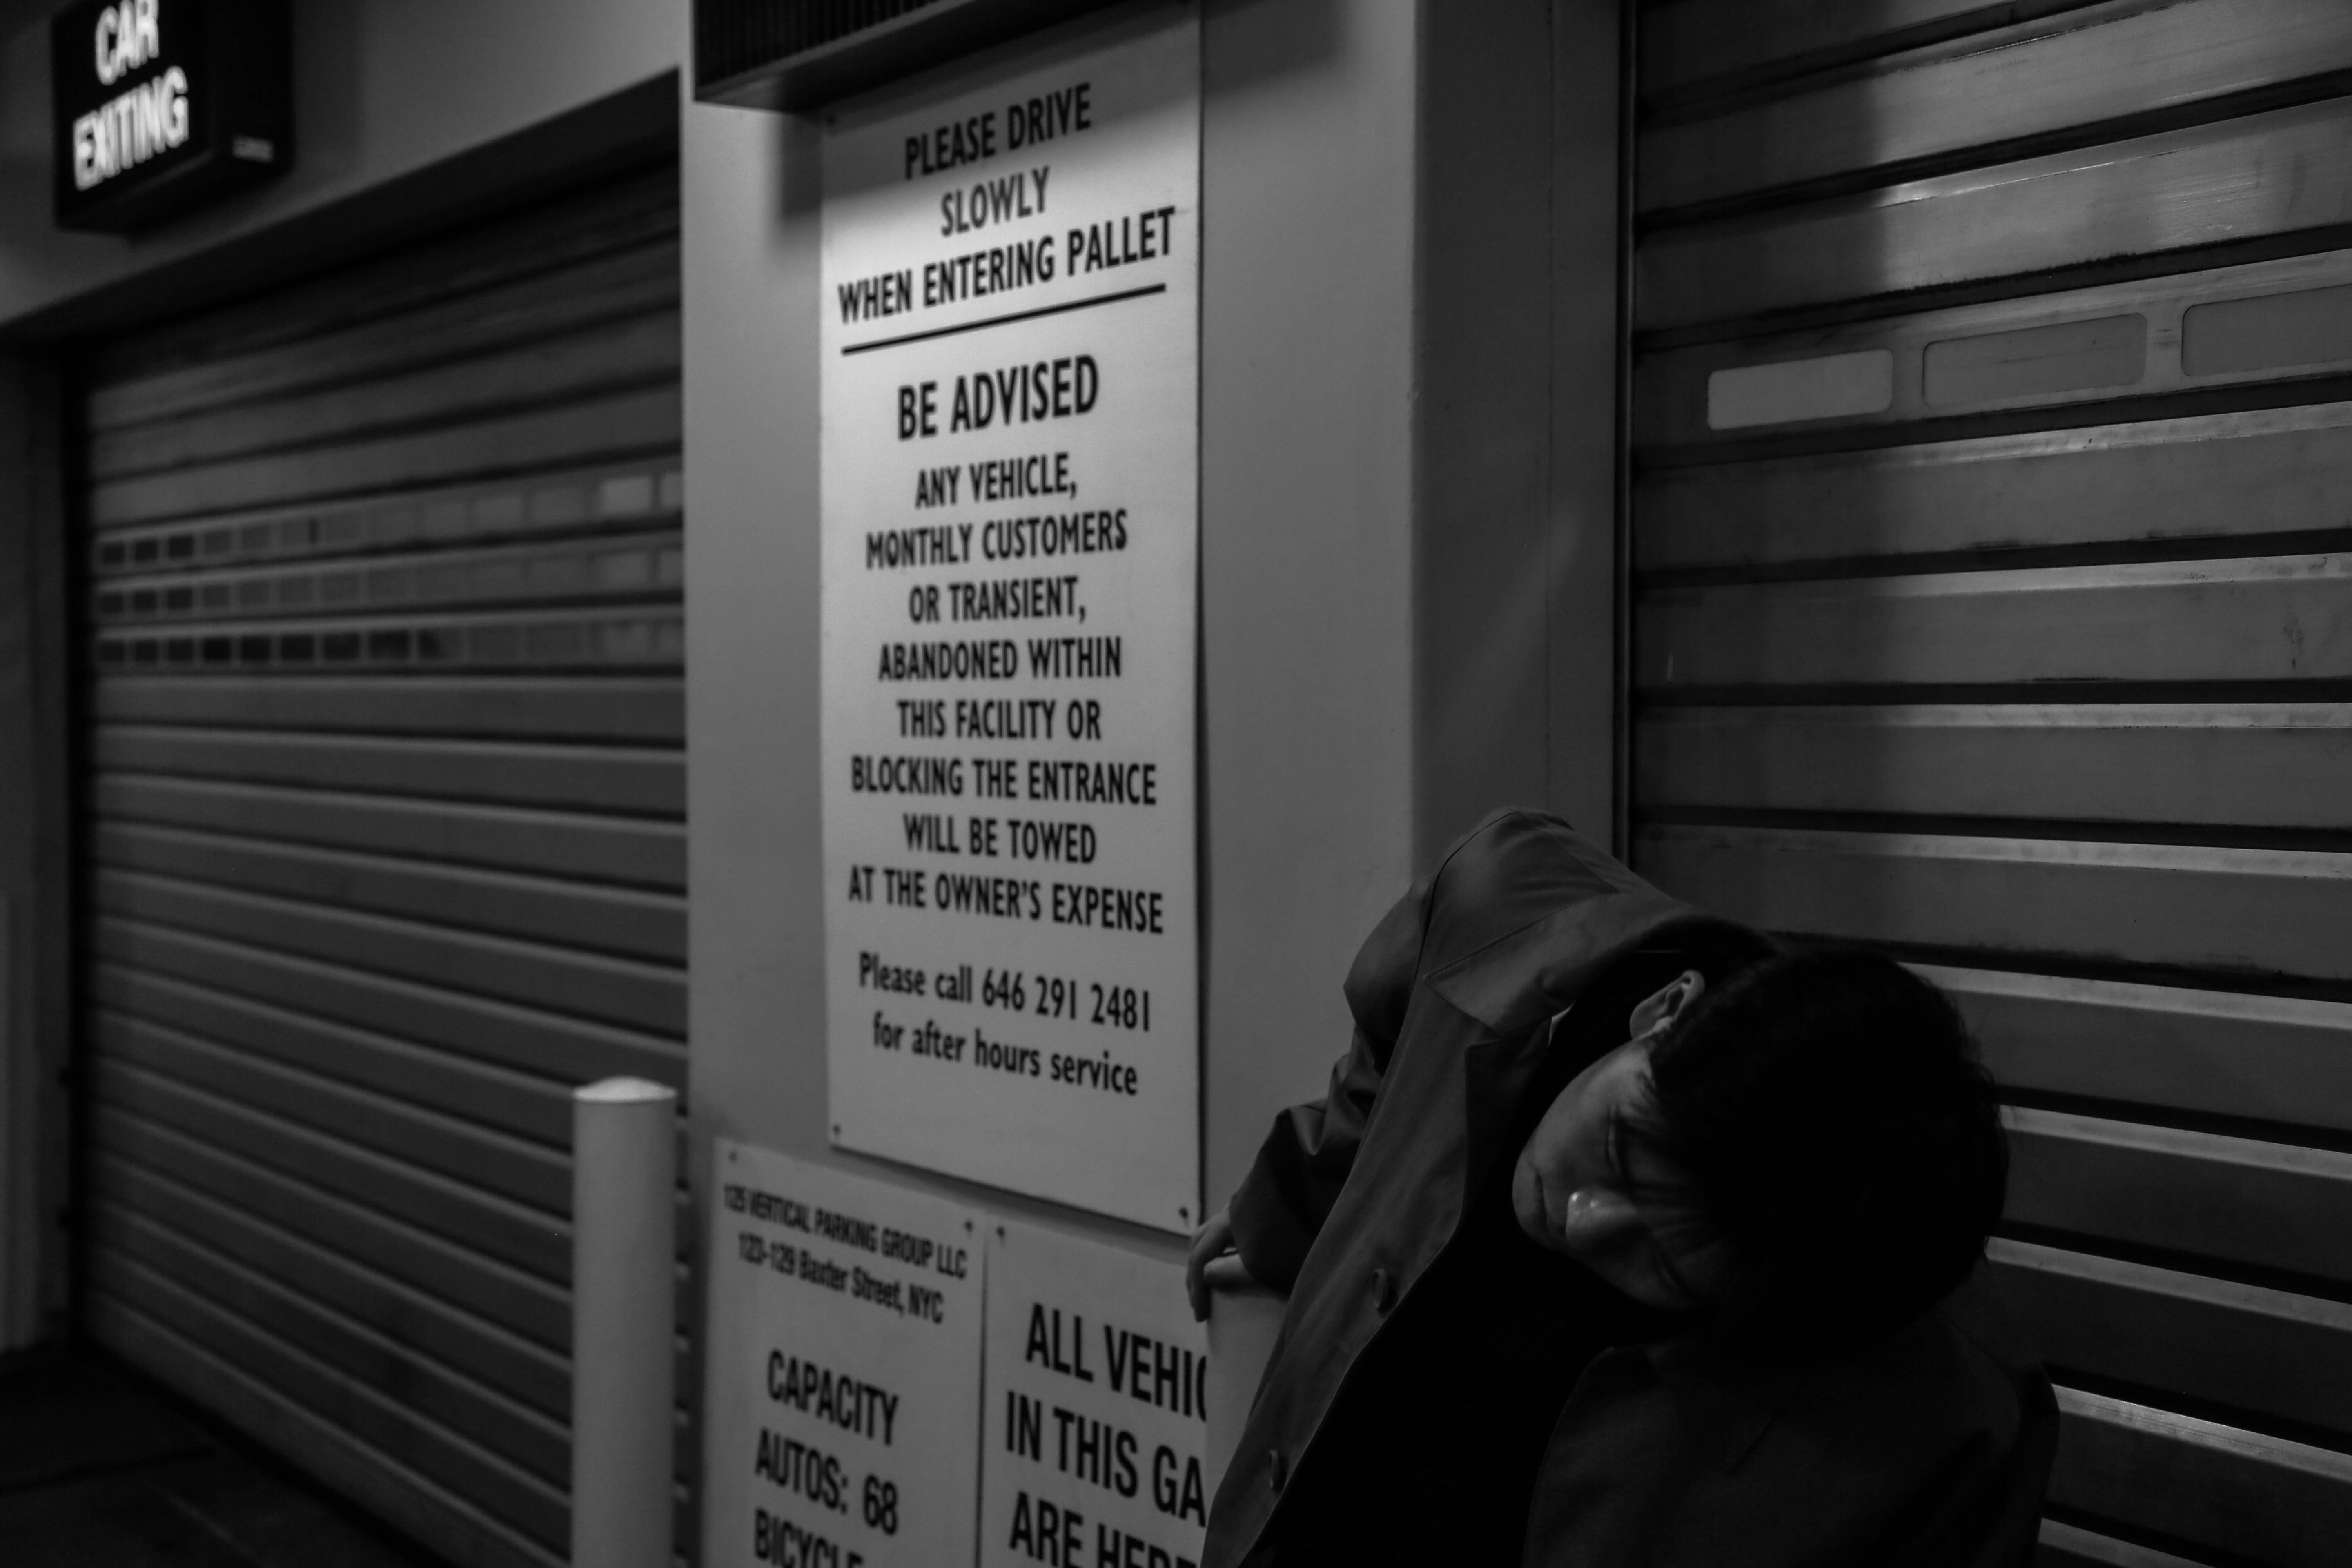 CAR
EXITING
PLEASE DRIVE
SLOWLY
WHEN ENTERING PALLET
BE ADVISED
ANY VEHICLE,
MONTHLY CUSTOMERS
OR TRANSIENT,
ABANDONED WITHIN
THIS FACILITY OR
BLOCKING THE ENTRANCE
WILL BE TOWED
AT THE OWNER'S EXPENSE
Please call 646 291 2481
for after hours service
125 VERTICAL PARKING GROUP LLC
123-129 Baxter Street, NYC
CAPACITY
AUTOS: 68
BICYCLE
ALL VEHIC
IN THIS GA
ARE HERE